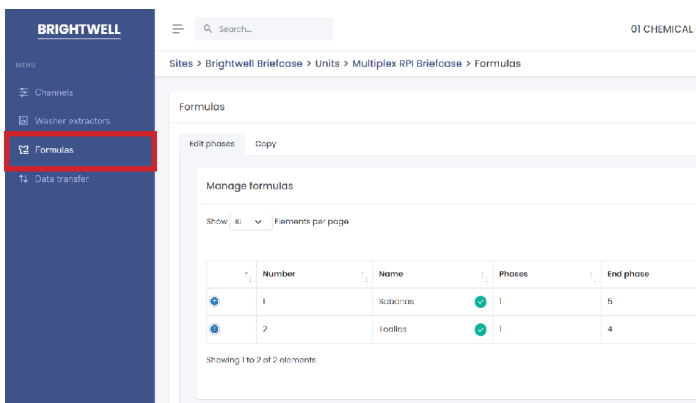 BRIGHTWELL
Search...
01 CHEMICAL
MENU
Sites > Brightwell Briefcase > Units > Multiplex RPI Briefcase > Formulas
Channels
Washer extractors
Formulas
Data transfer
Formulas
Edit phases Copy
Manage formulas
Show Elements per page
Number Name Phases End phase
1 Sabanas 1 5
2 Toallas 1 4
Showing 1 to 2 of 2 elements